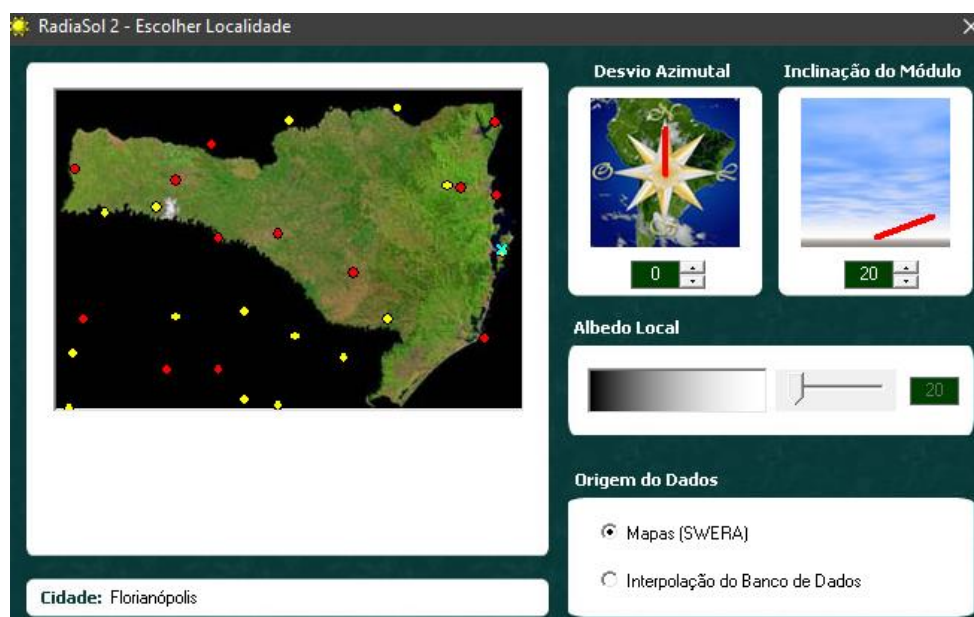 RadiaSol 2 - Escolher Localidade
Desvio Azimutal
Inclinação do Módulo
0
20
Albedo Local
20
Origem do Dados
Mapas (SWERA)
Interpolação do Banco de Dados
Cidade: Florianópolis